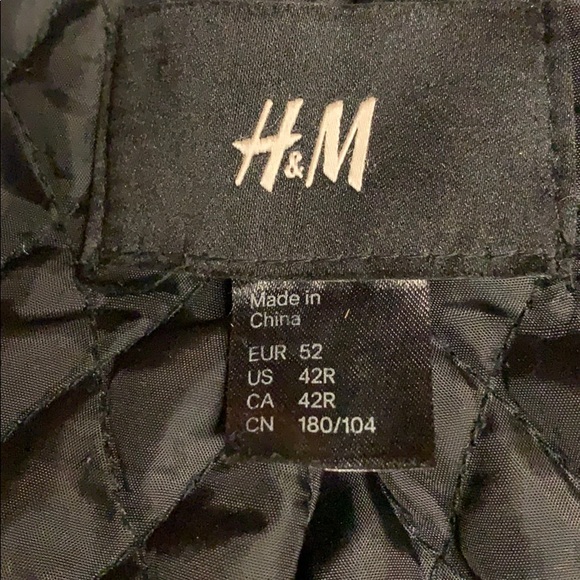 H&M
Made in
China
EUR 52
US 42R
CA 42R
CN 180/104